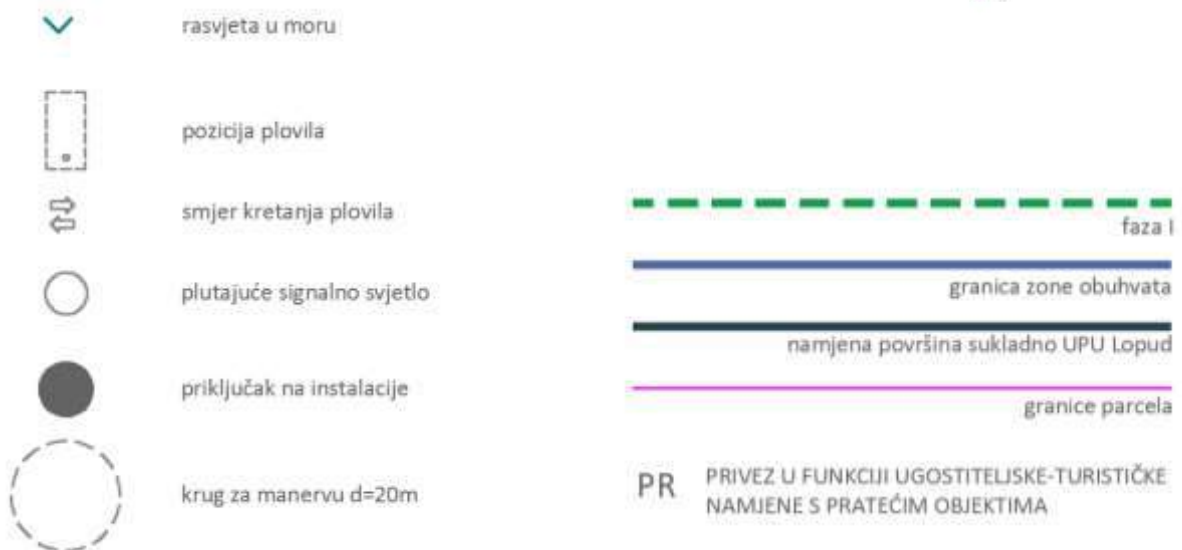 rasvjeta u moru
pozicija plovila
smjer kretanja plovila
plutajuće signalno svjetlo
priključak na instalacije
krug za manervu d=20m
faza I
granica zone obuhvata
namjena površina sukladno UPU Lopud
granice parcela
PR PRIVEZ U FUNKCIJI UGOSTITELJSKE-TURISTIČKE
NAMJENE S PRATEĆIM OBJEKTIMA